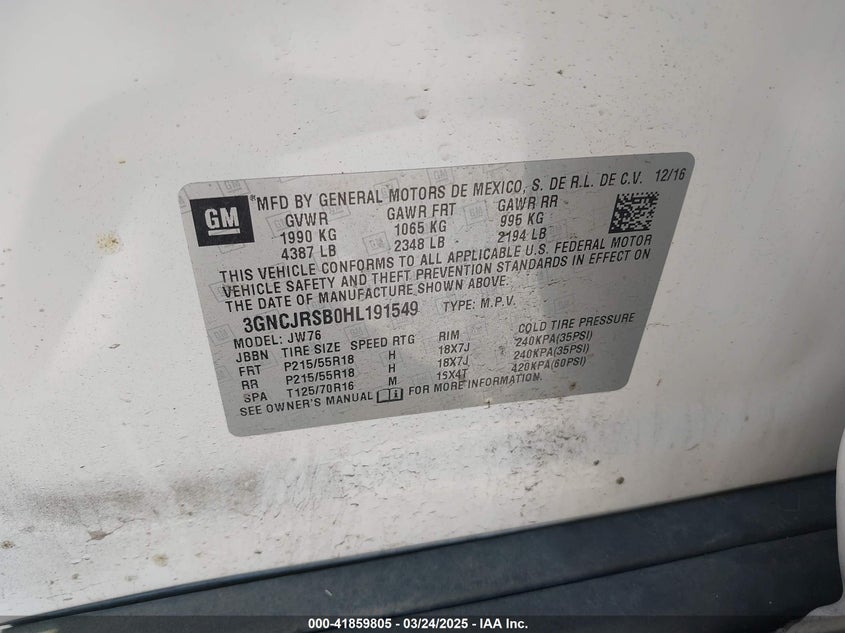 GM
®MFD BY GENERAL MOTORS DE MEXICO, S. DE R.L. DE C.V. 12/16
GVWR GAWR FRT GAWR RR
1990 KG 1065 KG 995 KG
4387 LB 2348 LB 2194 LB
THIS VEHICLE CONFORMS TO ALL APPLICABLE U.S. FEDERAL MOTOR
VEHICLE SAFETY AND THEFT PREVENTION STANDARDS IN EFFECT ON
THE DATE OF MANUFACTURE SHOWN ABOVE.
3GNCJRSB0HL191549 TYPE: M.P.V.
MODEL: JW76
JBBN TIRE SIZE SPEED RTG RIM COLD TIRE PRESSURE
FRT P215/55R18 H 18X7J 240KPA(35PSI)
RR P215/55R18 H 18X7J 240KPA(35PSI)
SPA T125/70R16 M 16X4T 420KPA(60PSI)
SEE OWNER'S MANUAL FOR MORE INFORMATION.
000-41859805 - 03/24/2025 - IAA Inc.